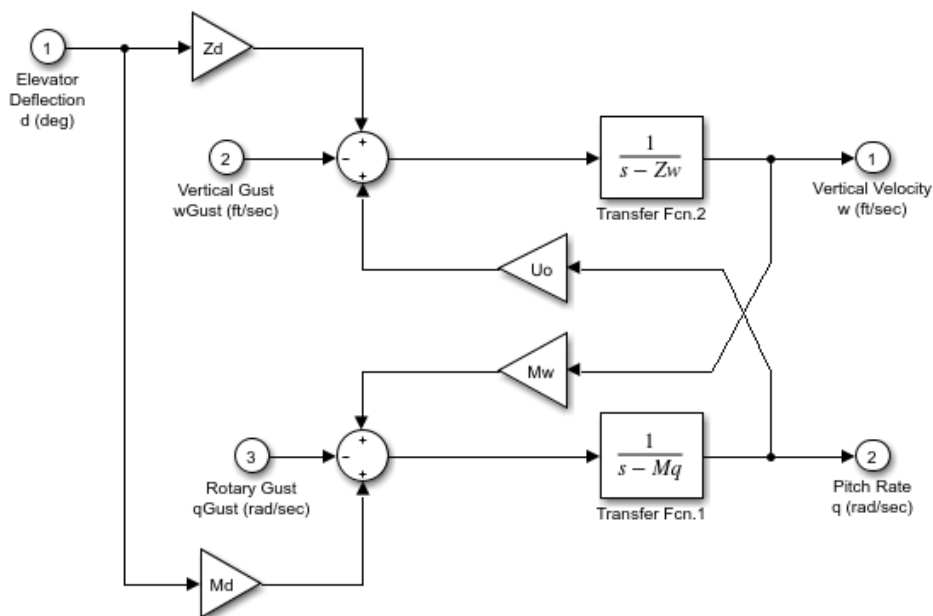 1
Elevator
Deflection
d (deg)
Zd
+
-
+
2
Vertical Gust
wGust (ft/sec)
1
s − Zw
Transfer Fcn.2
1
Vertical Velocity
w (ft/sec)
Uo
Mw
+
-
+
3
Rotary Gust
qGust (rad/sec)
1
s − Mq
Transfer Fcn.1
2
Pitch Rate
q (rad/sec)
Md